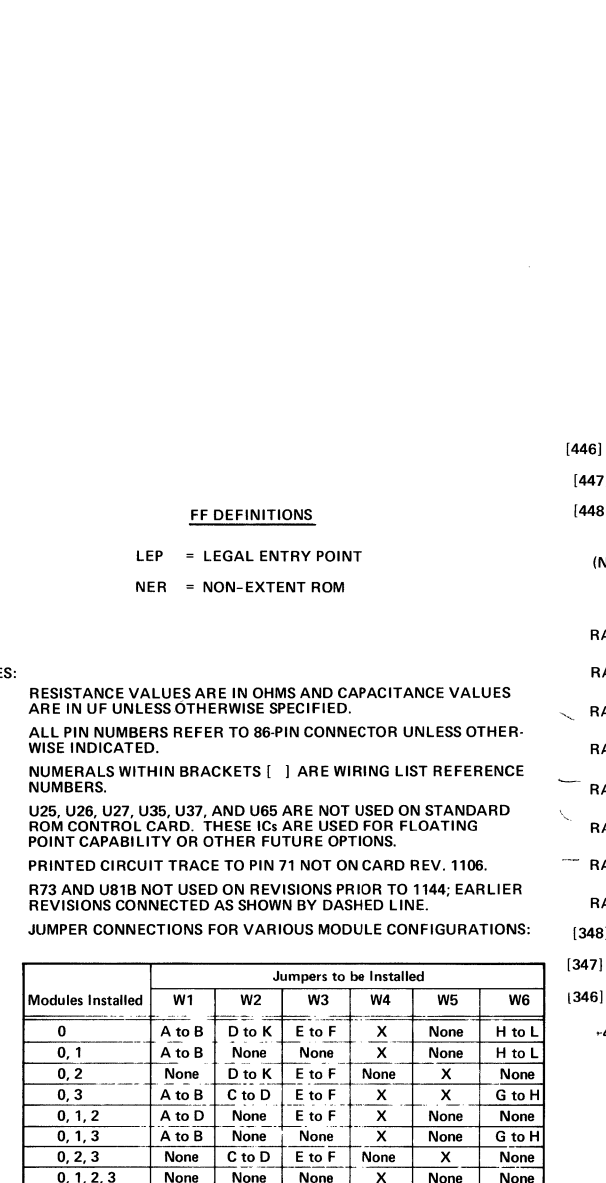 [446]
[447
FF DEFINITIONS
[448
LEP = LEGAL ENTRY POINT
(N
NER = NON-EXTENT ROM
RA
ES:
RA
RESISTANCE VALUES ARE IN OHMS AND CAPACITANCE VALUES
ARE IN UF UNLESS OTHERWISE SPECIFIED.
RA
ALL PIN NUMBERS REFER TO 86-PIN CONNECTOR UNLESS OTHER-
WISE INDICATED.
RA
NUMERALS WITHIN BRACKETS [ ] ARE WIRING LIST REFERENCE
NUMBERS.
RA
U25, U26, U27, U35, U37, AND U65 ARE NOT USED ON STANDARD
ROM CONTROL CARD. THESE ICs ARE USED FOR FLOATING
POINT CAPABILITY OR OTHER FUTURE OPTIONS.
RA
PRINTED CIRCUIT TRACE TO PIN 71 NOT ON CARD REV. 1106.
RA
R73 AND U81B NOT USED ON REVISIONS PRIOR TO 1144; EARLIER
REVISIONS CONNECTED AS SHOWN BY DASHED LINE.
RA
JUMPER CONNECTIONS FOR VARIOUS MODULE CONFIGURATIONS:
[348]
[347]
[346]
Modules Installed Jumpers to be Installed
W1 W2 W3 W4 W5 W6
0 A to B D to K E to F X None H to L
0, 1 A to B None None X None H to L
0, 2 None D to K E to F None X None
0, 3 A to B C to D E to F X X G to H
0, 1, 2 A to D None E to F X None None
0, 1, 3 A to B None None X None G to H
0, 2, 3 None C to D E to F None X None
0, 1, 2, 3 None None None X None None